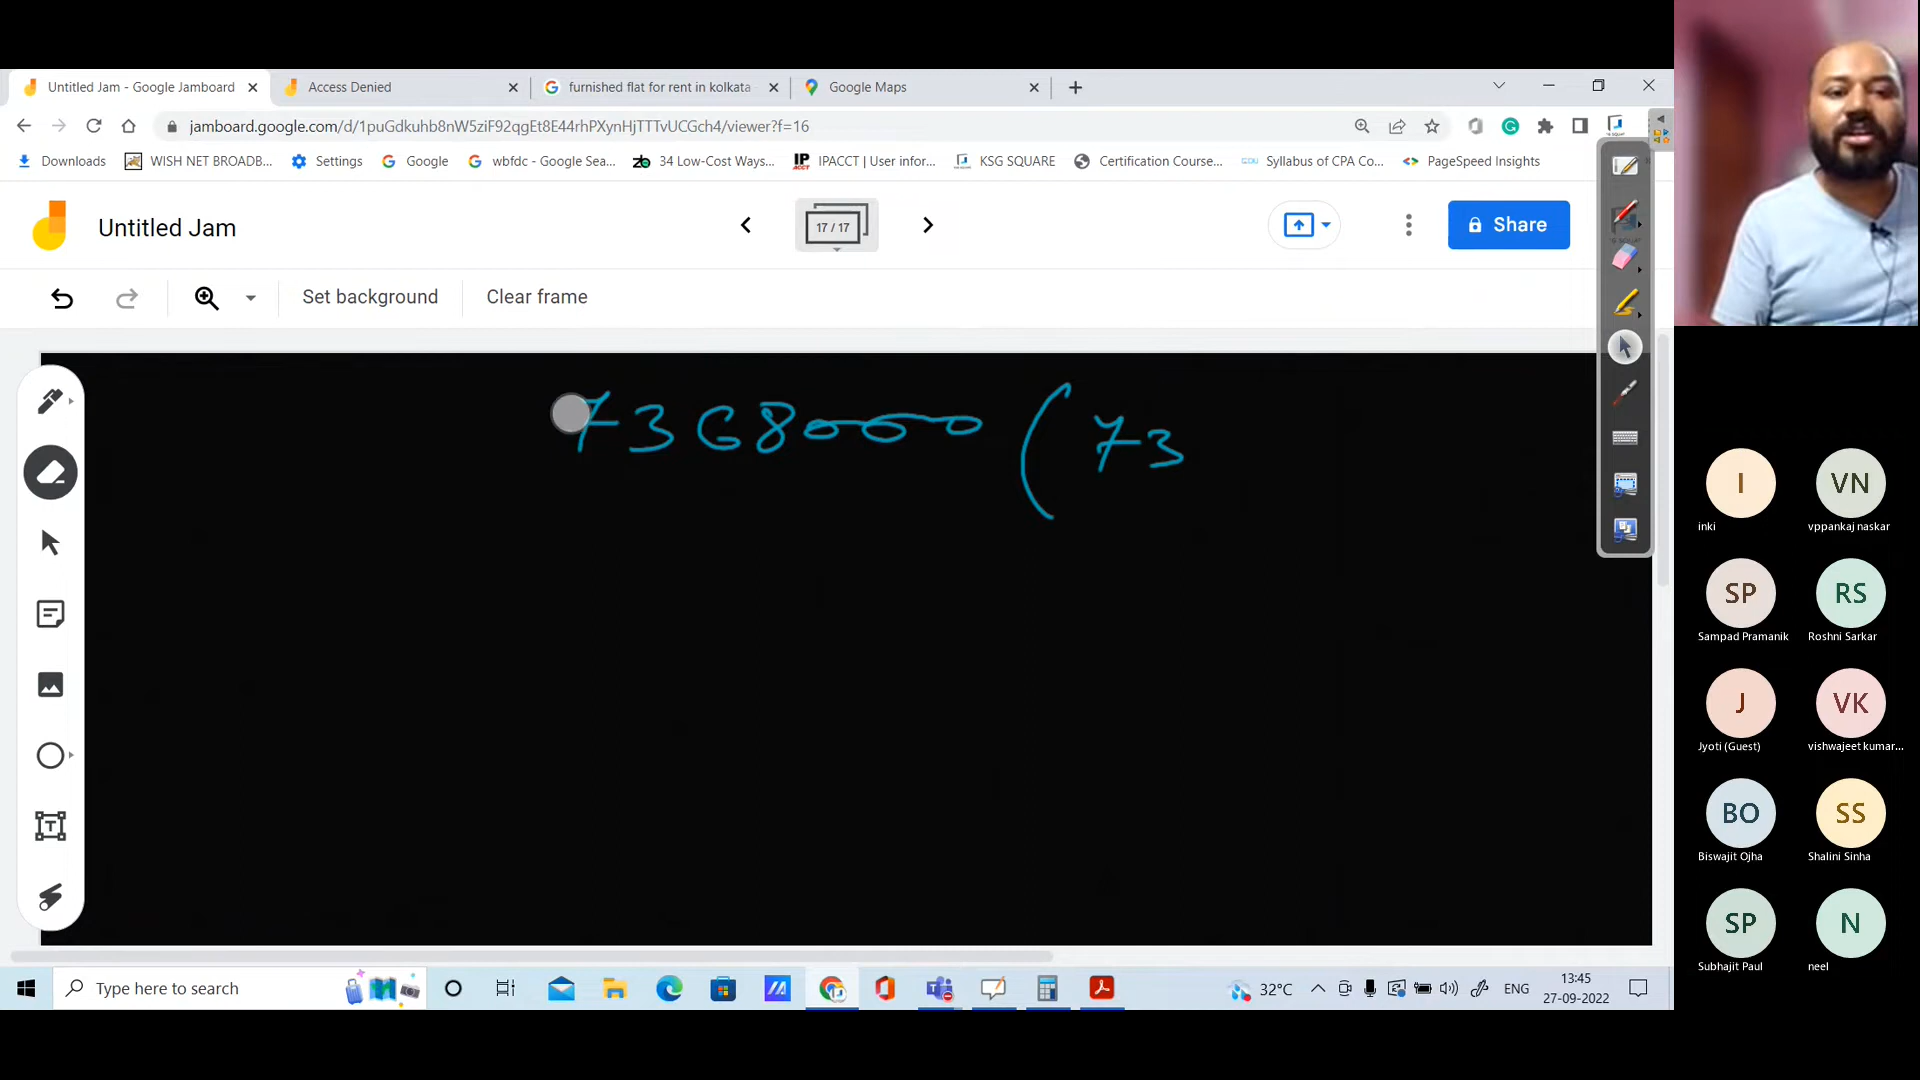 Untitled Jam - Google Jamboard
Access Denied
furnished flat for rent in kolkata
Google Maps
jamboard.google.com/d/1puGdkuhb8nW5ziF92qgEt8E44rhPXynHjTTTvUCGch4/viewer?f=16
Downloads
WISH NET BROADB...
Settings
Google
wbfdc - Google Sea...
34 Low-Cost Ways...
IPACCT | User infor...
KSG SQUARE
Certification Course...
Syllabus of CPA Co...
PageSpeed Insights
Untitled Jam
17 / 17
Share
Set background
Clear frame
7368000 ( 73
I
VN
inki
vppankaj naskar
SP
RS
Sampad Pramanik
Roshni Sarkar
J
VK
Jyoti (Guest)
vishwajeet kumar...
BO
SS
Biswajit Ojha
Shalini Sinha
SP
N
Subhajit Paul
neel
Type here to search
32°C
ENG
13:45
27-09-2022